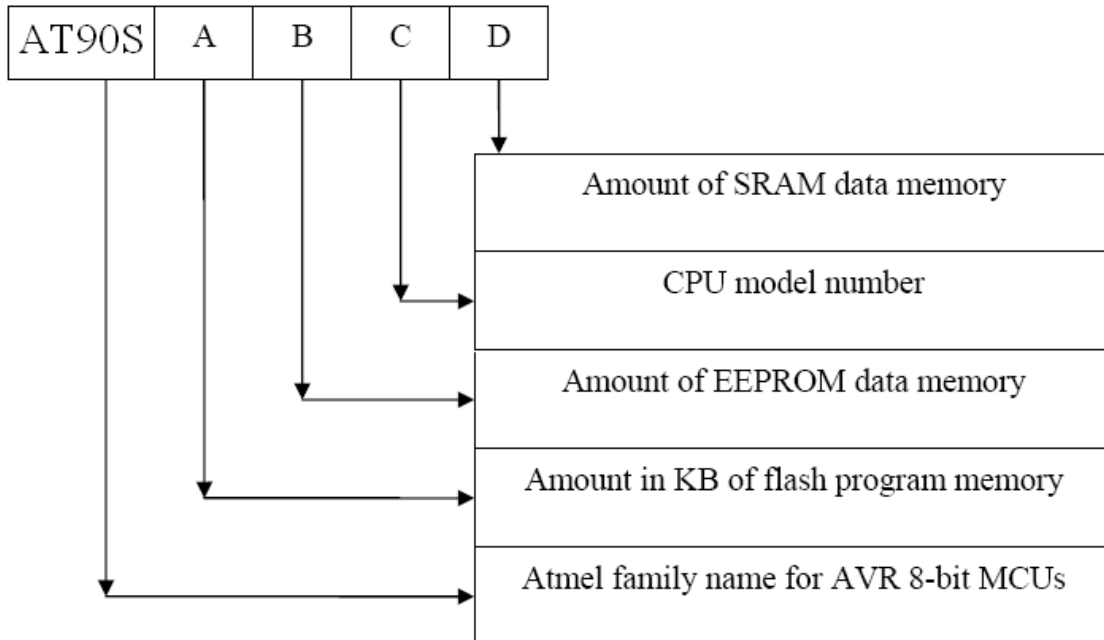 AT90S A B C D
Amount of SRAM data memory
CPU model number
Amount of EEPROM data memory
Amount in KB of flash program memory
Atmel family name for AVR 8-bit MCUs